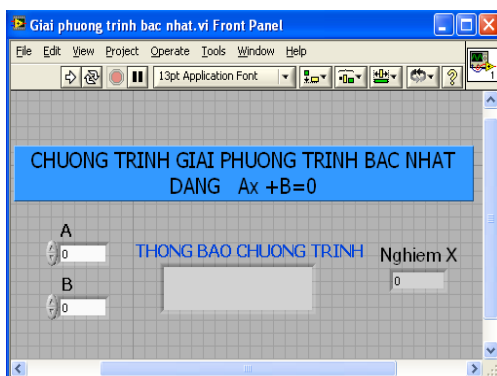 Giai phuong trinh bac nhat.vi Front Panel
File Edit View Project Operate Tools Window Help
13pt Application Font
1
CHUONG TRINH GIAI PHUONG TRINH BAC NHAT
DANG Ax +B=0
A
0
THONG BAO CHUONG TRINH
Nghiem X
0
B
0